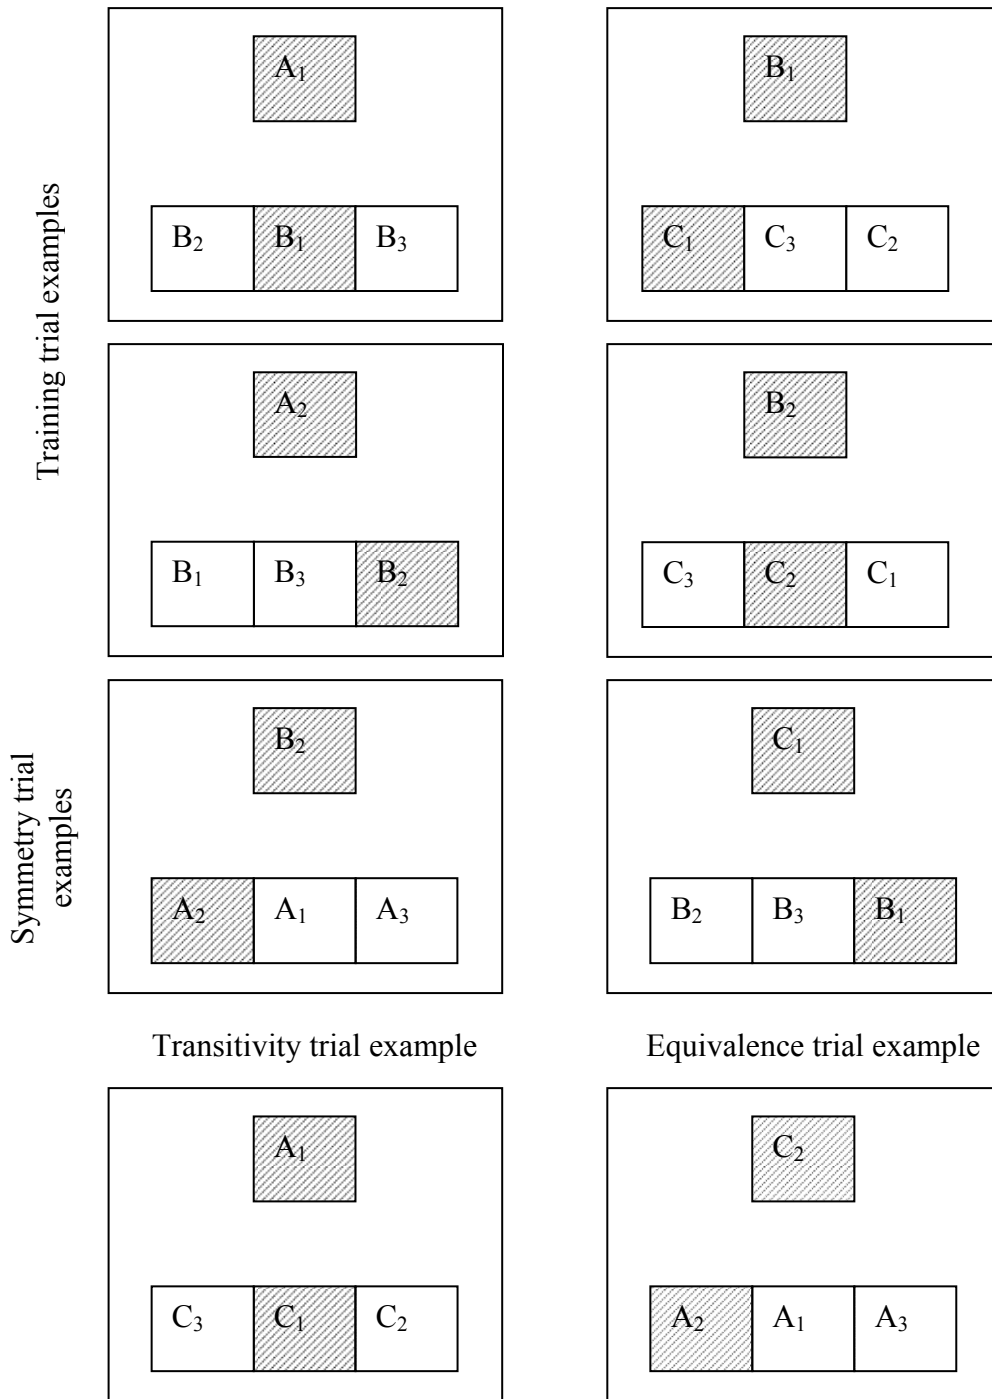 Training trial examples
A₁
B₂ B₁ B₃
B₁
C₁ C₃ C₂
A₂
B₁ B₃ B₂
B₂
C₃ C₂ C₁
Symmetry trial
examples
B₂
A₂ A₁ A₃
C₁
B₂ B₃ B₁
Transitivity trial example
A₁
C₃ C₁ C₂
Equivalence trial example
C₂
A₂ A₁ A₃